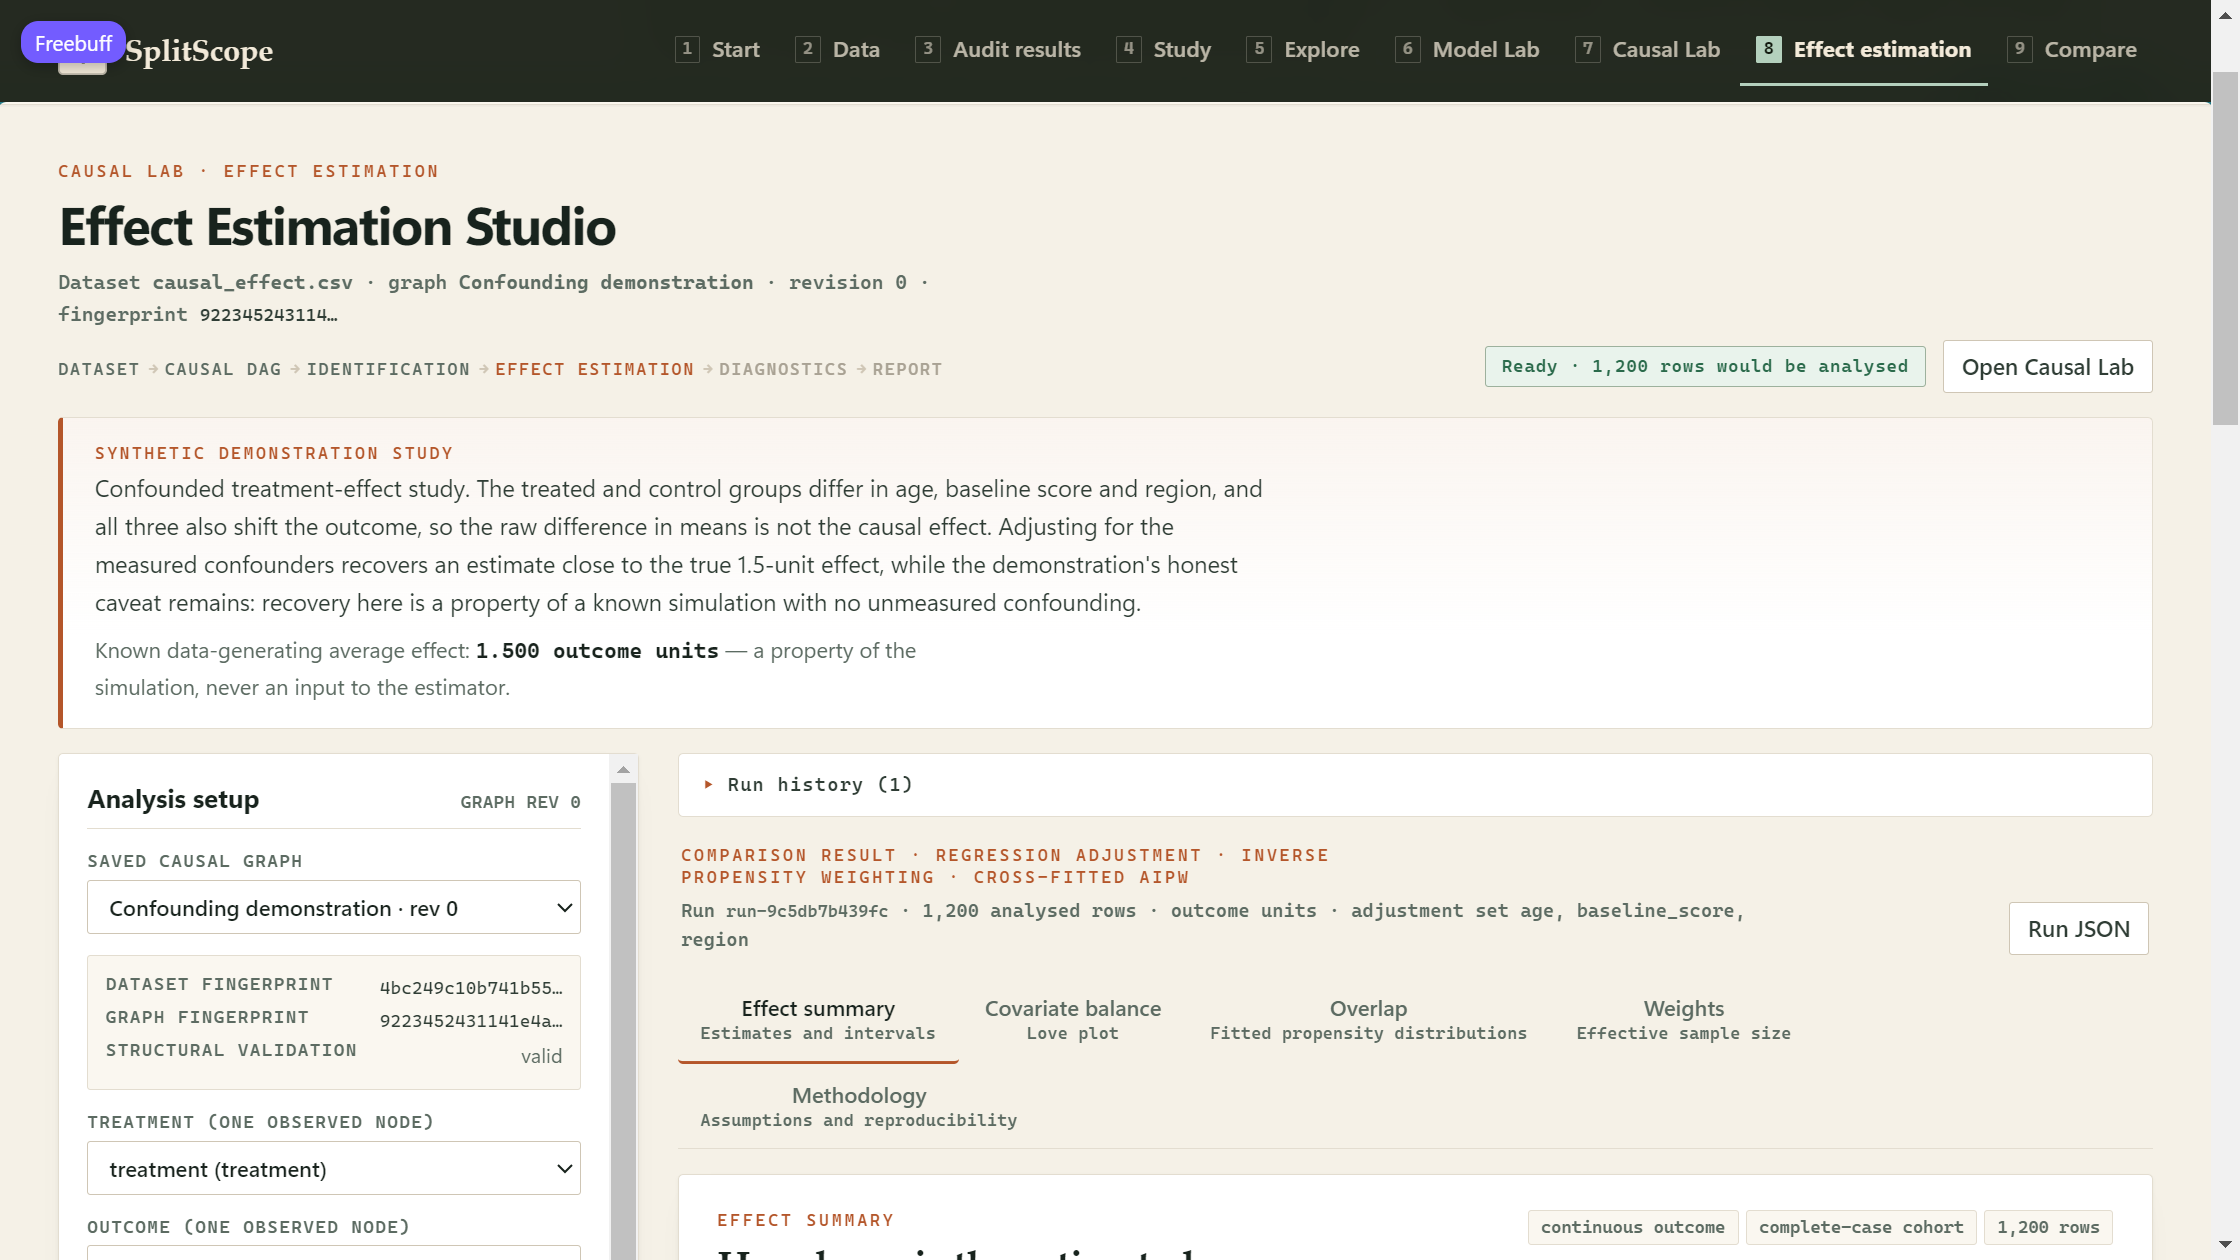 Freebuff
SplitScope
1 Start
2 Data
3 Audit results
4 Study
5 Explore
6 Model Lab
7 Causal Lab
8 Effect estimation
9 Compare
CAUSAL LAB · EFFECT ESTIMATION
Effect Estimation Studio
Dataset causal_effect.csv · graph Confounding demonstration · revision 0 ·
fingerprint 922345243114…
DATASET → CAUSAL DAG → IDENTIFICATION → EFFECT ESTIMATION → DIAGNOSTICS → REPORT
Ready · 1,200 rows would be analysed
Open Causal Lab
SYNTHETIC DEMONSTRATION STUDY
Confounded treatment-effect study. The treated and control groups differ in age, baseline score and region, and
all three also shift the outcome, so the raw difference in means is not the causal effect. Adjusting for the
measured confounders recovers an estimate close to the true 1.5-unit effect, while the demonstration's honest
caveat remains: recovery here is a property of a known simulation with no unmeasured confounding.
Known data-generating average effect: 1.500 outcome units — a property of the
simulation, never an input to the estimator.
Analysis setup
GRAPH REV 0
SAVED CAUSAL GRAPH
Confounding demonstration · rev 0
DATASET FINGERPRINT 4bc249c10b741b55…
GRAPH FINGERPRINT 9223452431141e4a…
STRUCTURAL VALIDATION valid
TREATMENT (ONE OBSERVED NODE)
treatment (treatment)
OUTCOME (ONE OBSERVED NODE)
▸ Run history (1)
COMPARISON RESULT · REGRESSION ADJUSTMENT · INVERSE
PROPENSITY WEIGHTING · CROSS-FITTED AIPW
Run run-9c5db7b439fc · 1,200 analysed rows · outcome units · adjustment set age, baseline_score,
region
Run JSON
Effect summary
Estimates and intervals
Covariate balance
Love plot
Overlap
Fitted propensity distributions
Weights
Effective sample size
Methodology
Assumptions and reproducibility
EFFECT SUMMARY
continuous outcome
complete-case cohort
1,200 rows